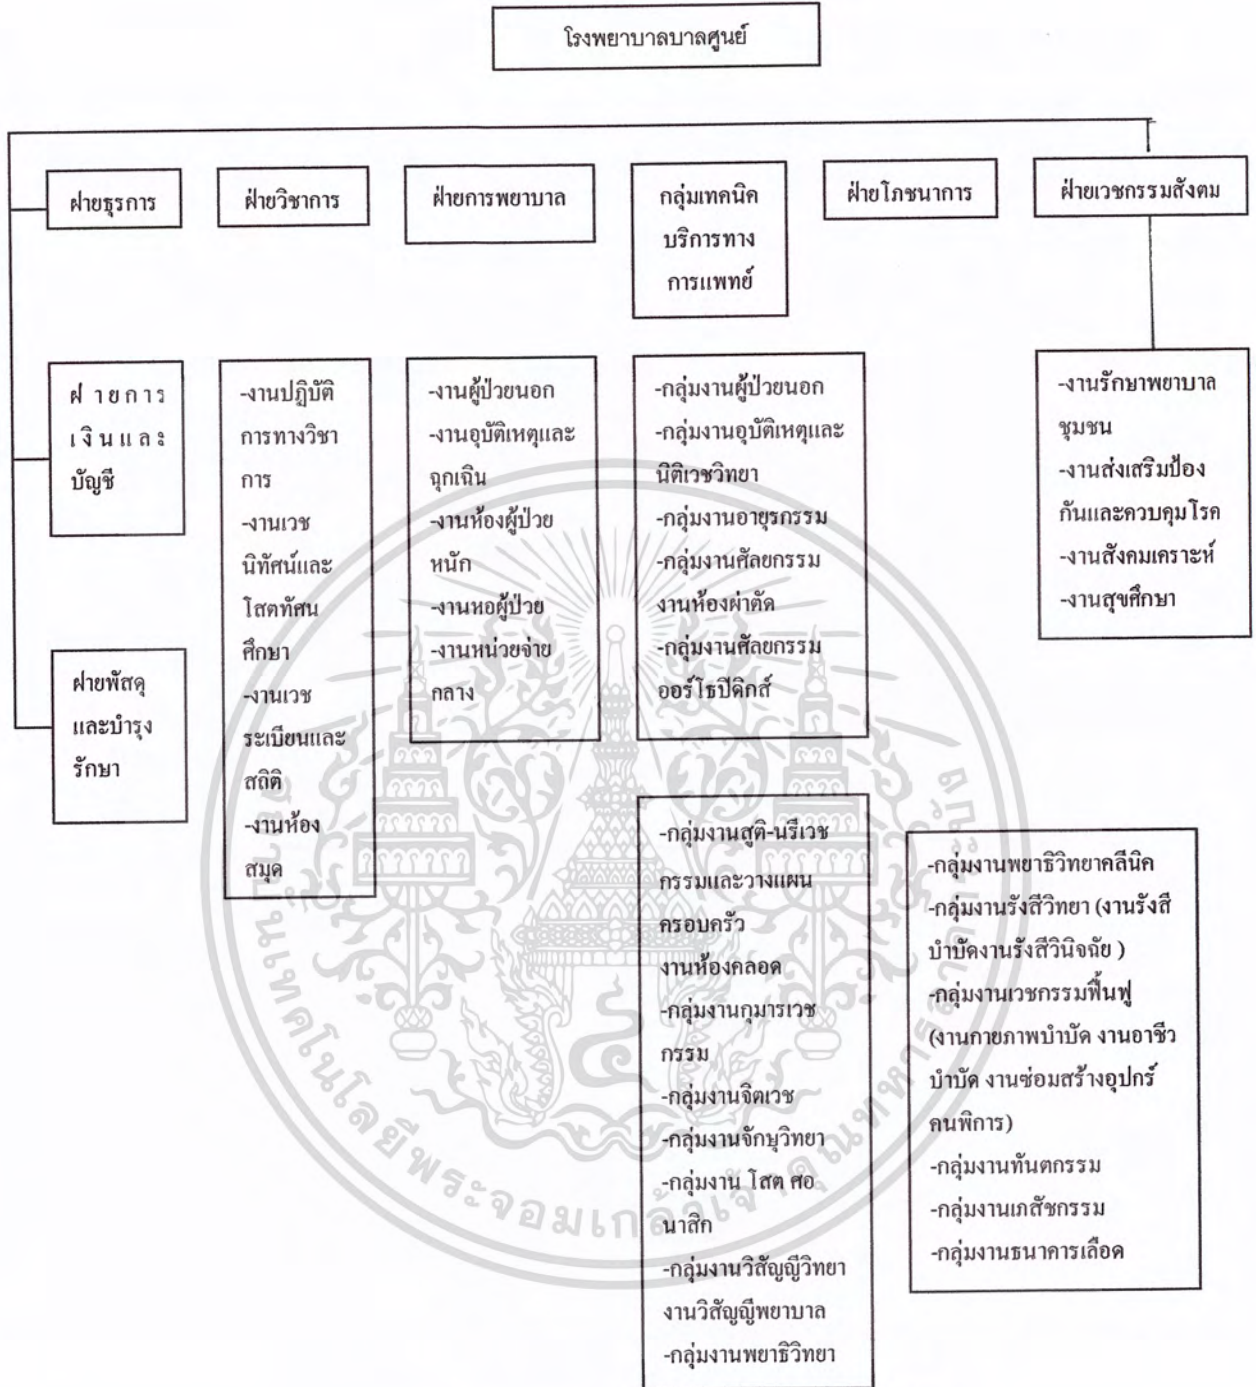 โรงพยาบาลบาลศูนย์
ฝ่ายธุรการ
ฝ่ายวิชาการ
ฝ่ายการพยาบาล
กลุ่มเทคนิค
บริการทาง
การแพทย์
ฝ่ายโภชนาการ
ฝ่ายเวชกรรมสังตม
ฝ่ายการ
เงินและ
บัญชี
ฝ่ายพัสดุ
และบำรุง
รักษา
-งานปฏิบัติ
การทางวิชา
การ
-งานเวช
นิทัศน์และ
โสตทัศน
ศึกษา
-งานเวช
ระเบียนและ
สถิติ
-งานห้อง
สมุด
-งานผู้ป่วยนอก
-งานอุบัติเหตุและ
ฉุกเฉิน
-งานห้องผู้ป่วย
หนัก
-งานหอผู้ป่วย
-งานหน่วยจ่าย
กลาง
-กลุ่มงานผู้ป่วยนอก
-กลุ่มงานอุบัติเหตุและ
นิติเวชวิทยา
-กลุ่มงานอายุรกรรม
-กลุ่มงานศัลยกรรม
งานห้องผ่าตัด
-กลุ่มงานศัลยกรรม
ออร์โธปิดิกส์
-งานรักษาพยาบาล
ชุมชน
-งานส่งเสริมป้อง
กันและควบคุมโรค
-งานสังคมเคราะห์
-งานสุขศึกษา
-กลุ่มงานสูติ-นรีเวช
กรรมและวางแผน
ครอบครัว
งานห้องคลอด
-กลุ่มงานกุมารเวช
กรรม
-กลุ่มงานจิตเวช
-กลุ่มงานจักษุวิทยา
-กลุ่มงาน โสต ศอ
นาสิก
-กลุ่มงานวิสัญญีวิทยา
งานวิสัญญีพยาบาล
-กลุ่มงานพยาธิวิทยา
-กลุ่มงานพยาธิวิทยาคลีนิค
-กลุ่มงานรังสีวิทยา (งานรังสี
บำบัดงานรังสีวินิจฉัย )
-กลุ่มงานเวชกรรมฟื้นฟู
(งานกายภาพบำบัด งานอาชีว
บำบัด งานซ่อมสร้างอุปกร์
คนพิการ)
-กลุ่มงานทันตกรรม
-กลุ่มงานเภสัชกรรม
-กลุ่มงานธนาคารเลือด